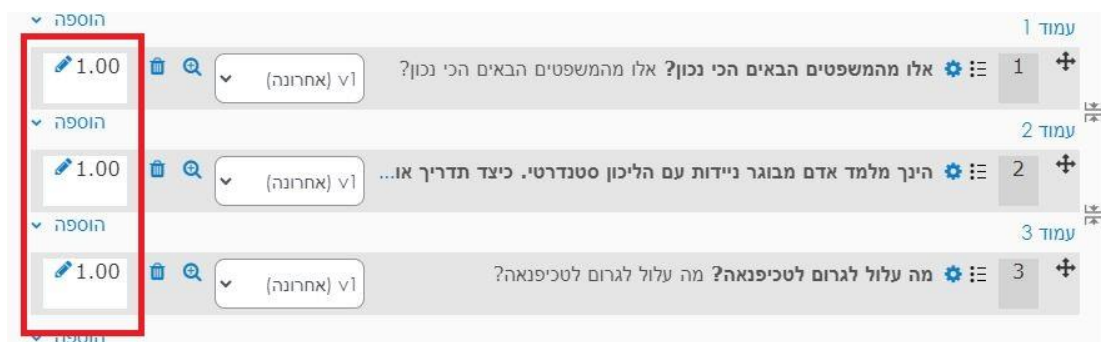 הוספה
עמוד 1
1 אלו מהמשפטים הבאים הכי נכון? אלו מהמשפטים הבאים הכי נכון? v1 (אחרונה) 1.00
הוספה
עמוד 2
2 הינך מלמד אדם מבוגר ניידות עם הליכון סטנדרטי. כיצד תדריך או... v1 (אחרונה) 1.00
הוספה
עמוד 3
3 מה עלול לגרום לטכיפנאה? מה עלול לגרום לטכיפנאה? v1 (אחרונה) 1.00
הוספה